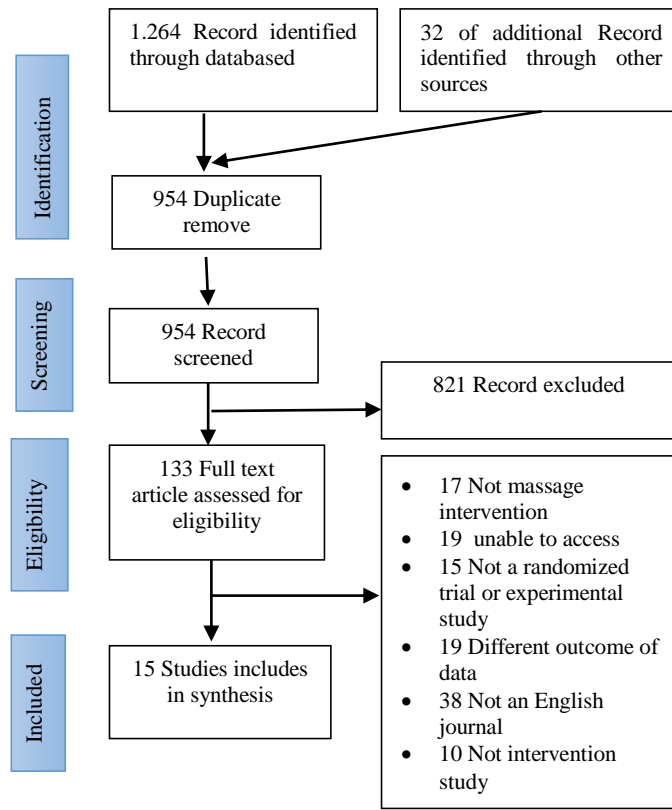 1.264 Record identified
through databased
32 of additional Record
identified through other
sources
Identification
954 Duplicate
remove
Screening
954 Record
screened
821 Record excluded
Eligibility
133 Full text
article assessed for
eligibility
• 17 Not massage
intervention
• 19 unable to access
• 15 Not a randomized
trial or experimental
study
• 19 Different outcome of
data
• 38 Not an English
journal
• 10 Not intervention
study
Included
15 Studies includes
in synthesis